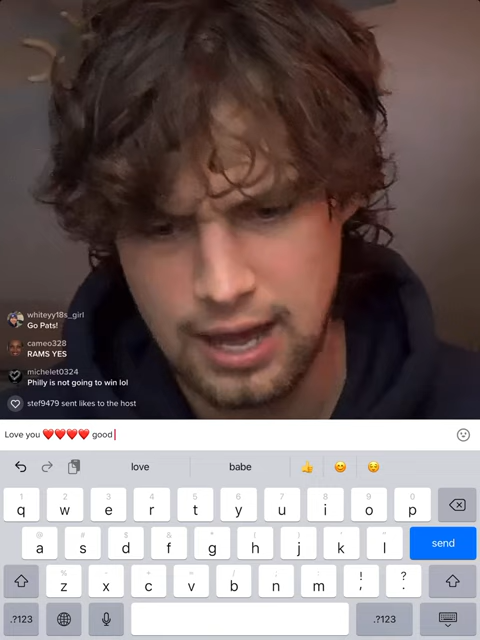 whiteyy18s_girl
Go Pats!
cameo328
RAMS YES
michelet0324
Philly is not going to win lol
stef9479 sent likes to the host
Love you ❤️❤️❤️❤️ good
love babe 👍 😊 😌
1 2 3 4 5 6 7 8 9 0
q w e r t y u i o p
@ # $ & * ( ) ' "
a s d f g h j k l send
% - + = / ; : ! ?
z x c v b n m , .
.?123 .?123